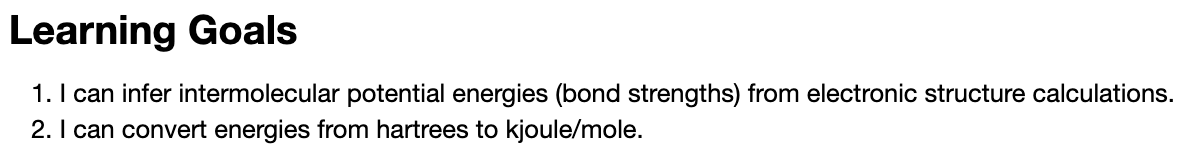 Learning Goals
1. I can infer intermolecular potential energies (bond strengths) from electronic structure calculations.
2. I can convert energies from hartrees to kjoule/mole.